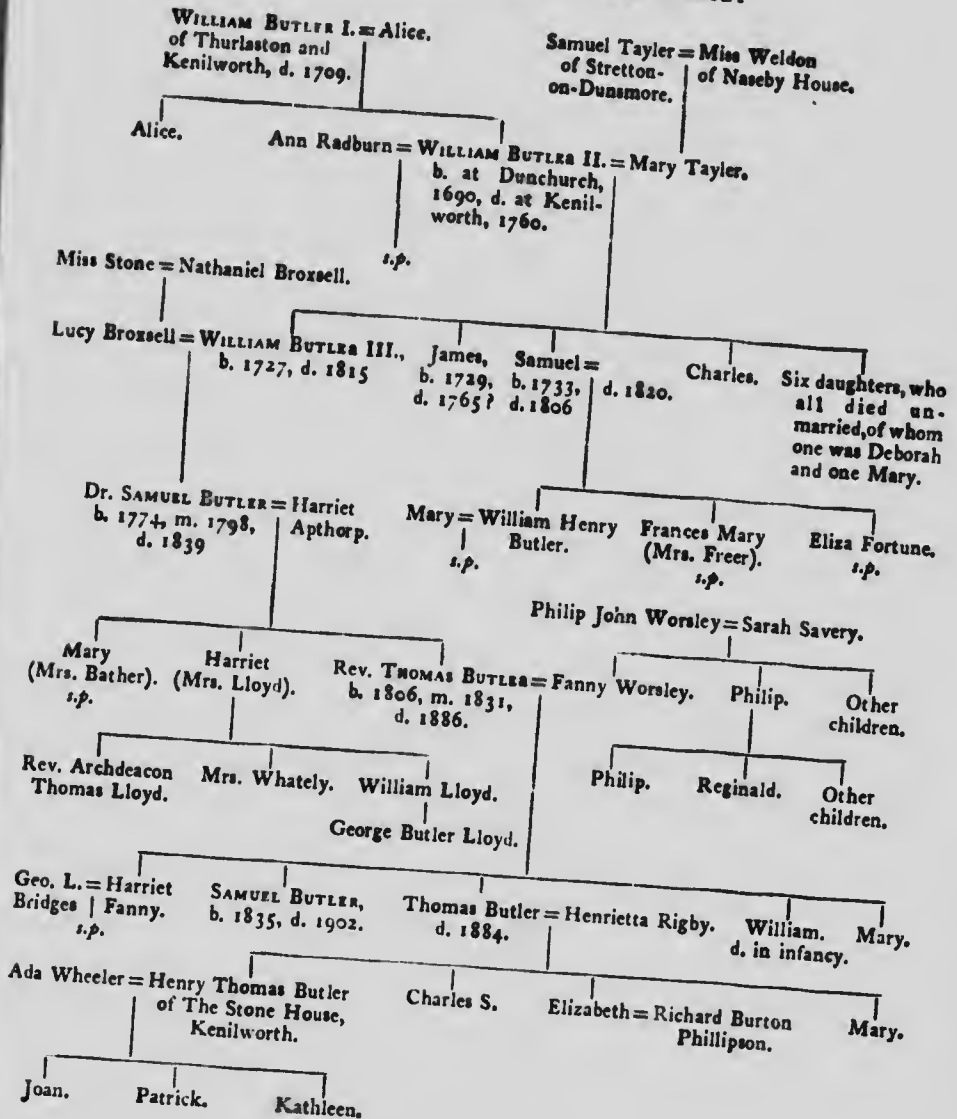 WILLIAM BUTLER I. = Alice.
of Thurlaston and
Kenilworth, d. 1709.
Samuel Tayler = Miss Weldon
of Stretton- of Naseby House.
on-Dunsmore.
Alice.
Ann Radburn = WILLIAM BUTLER II. = Mary Tayler.
b. at Dunchurch,
1690, d. at Kenil-
worth, 1760.
s.p.
Miss Stone = Nathaniel Broxsell.
Lucy Broxsell = WILLIAM BUTLER III.,
b. 1727, d. 1815
James,
b. 1729,
d. 1765?
Samuel =
b. 1733, d. 1820.
d. 1806
Charles.
Six daughters, who
all died un-
married, of whom
one was Deborah
and one Mary.
Dr. SAMUEL BUTLER = Harriet
b. 1774, m. 1798, Apthorp.
d. 1839
Mary = William Henry
Butler.
s.p.
Frances Mary
(Mrs. Freer).
s.p.
Eliza Fortune.
s.p.
Philip John Worsley = Sarah Savery.
Mary
(Mrs. Bather).
s.p.
Harriet
(Mrs. Lloyd).
Rev. THOMAS BUTLER = Fanny Worsley.
b. 1806, m. 1831,
d. 1886.
Philip.
Other
children.
Rev. Archdeacon
Thomas Lloyd.
Mrs. Whately.
William Lloyd.
George Butler Lloyd.
Philip.
Reginald.
Other
children.
Geo. L. = Harriet
Bridges | Fanny.
s.p.
SAMUEL BUTLER,
b. 1835, d. 1902.
Thomas Butler = Henrietta Rigby.
d. 1884.
William.
d. in infancy.
Mary.
Ada Wheeler = Henry Thomas Butler
of The Stone House,
Kenilworth.
Charles S.
Elizabeth = Richard Burton
Phillipson.
Mary.
Joan.
Patrick.
Kathleen.